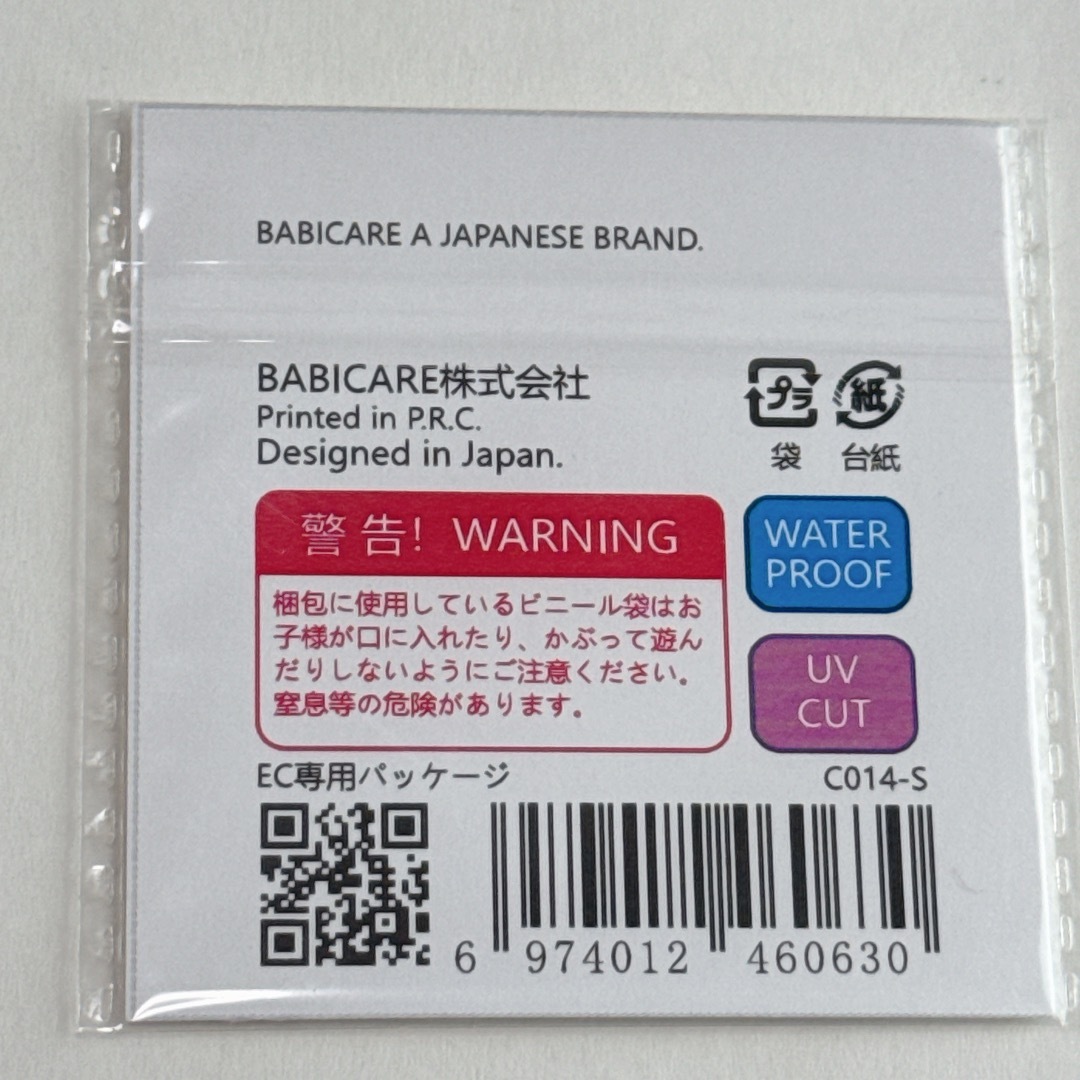 BABICARE A JAPANESE BRAND.
BABICARE株式会社
Printed in P.R.C.
Designed in Japan.
プラ
紙
袋
台紙
警告! WARNING
梱包に使用しているビニール袋はお
子様が口に入れたり、かぶって遊ん
だりしないようにご注意ください。
窒息等の危険があります。
WATER
PROOF
UV
CUT
EC専用パッケージ
C014-S
6 974012 460630